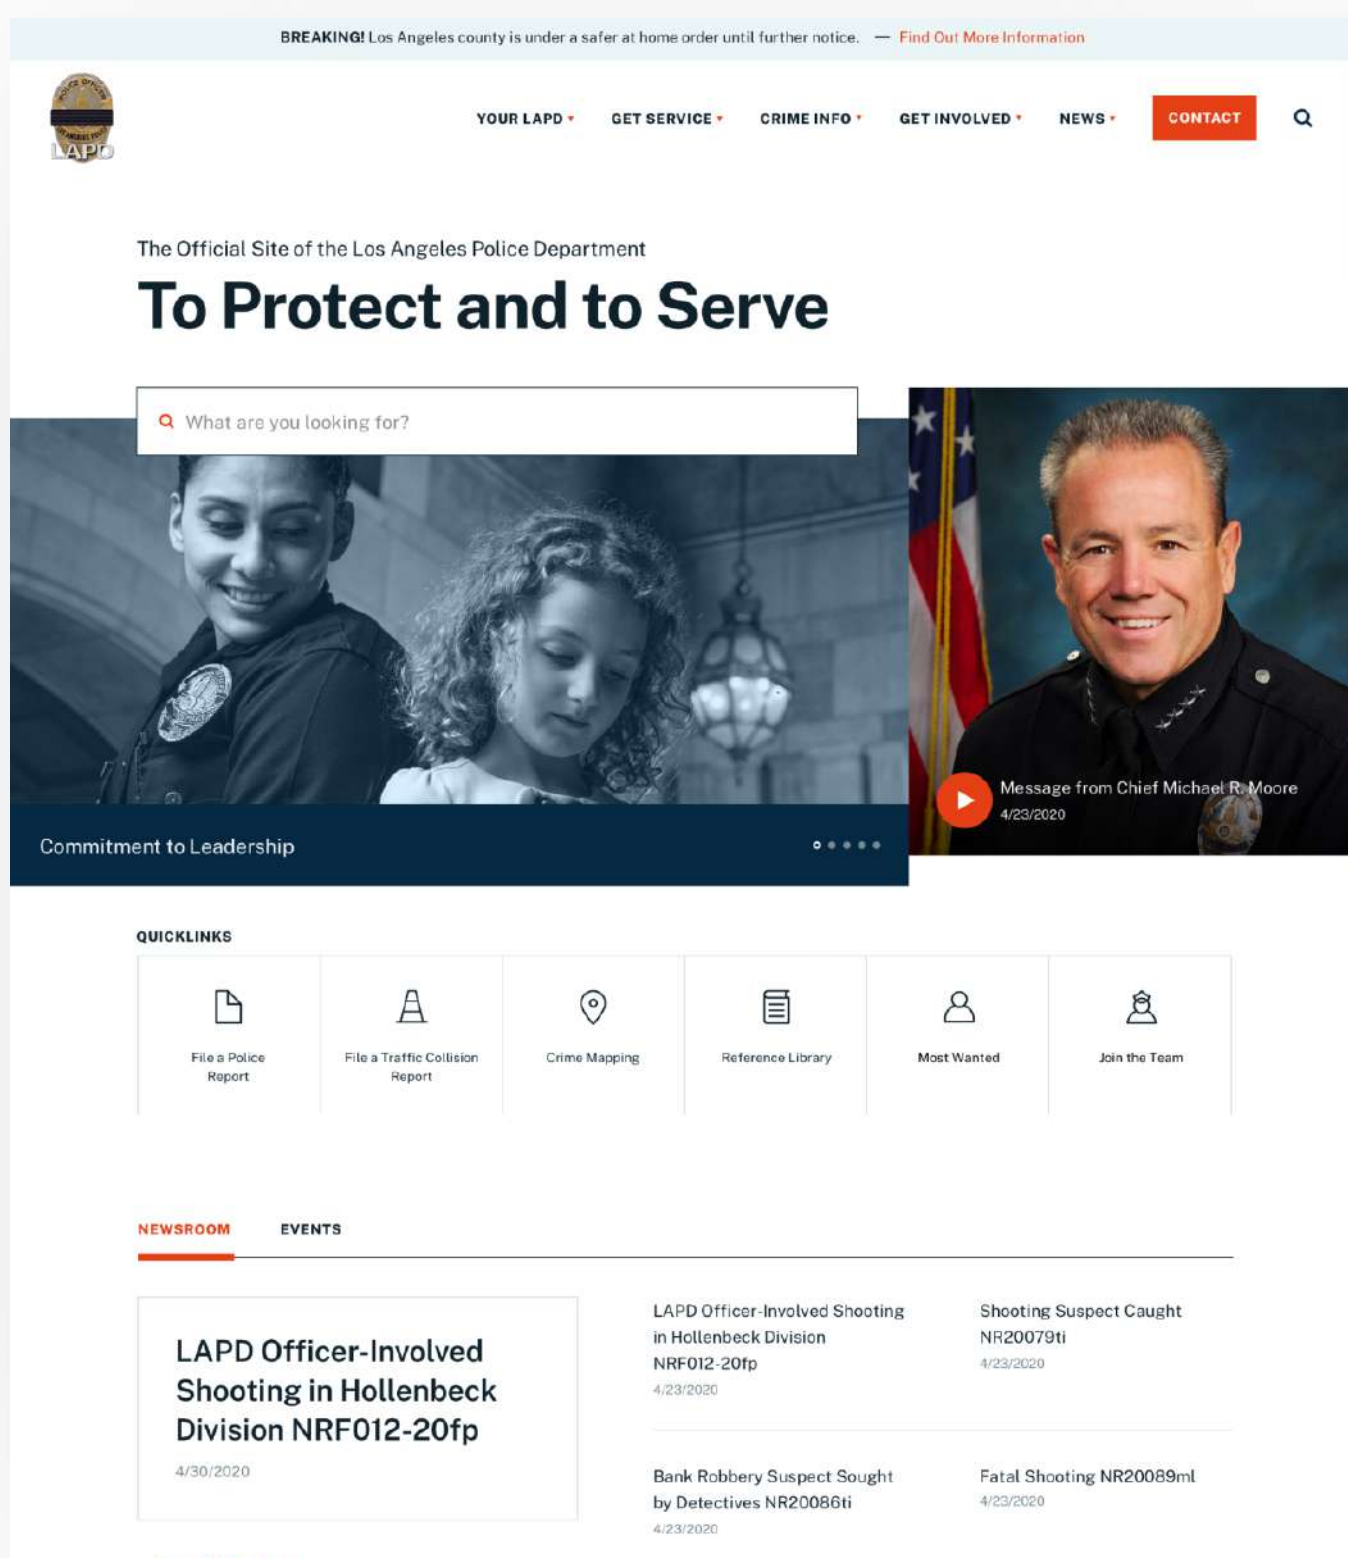 BREAKING! Los Angeles county is under a safer at home order until further notice. — Find Out More Information
POLICE OFFICER
LAPD
YOUR LAPD
GET SERVICE
CRIME INFO
GET INVOLVED
NEWS
CONTACT
The Official Site of the Los Angeles Police Department
To Protect and to Serve
What are you looking for?
Message from Chief Michael R. Moore
4/23/2020
Commitment to Leadership
QUICKLINKS
File a Police
Report
File a Traffic Collision
Report
Crime Mapping
Reference Library
Most Wanted
Join the Team
NEWSROOM
EVENTS
LAPD Officer-Involved
Shooting in Hollenbeck
Division NRF012-20fp
4/30/2020
LAPD Officer-Involved Shooting
in Hollenbeck Division
NRF012-20fp
4/23/2020
Shooting Suspect Caught
NR20079ti
4/23/2020
Bank Robbery Suspect Sought
by Detectives NR20086ti
4/23/2020
Fatal Shooting NR20089ml
4/23/2020